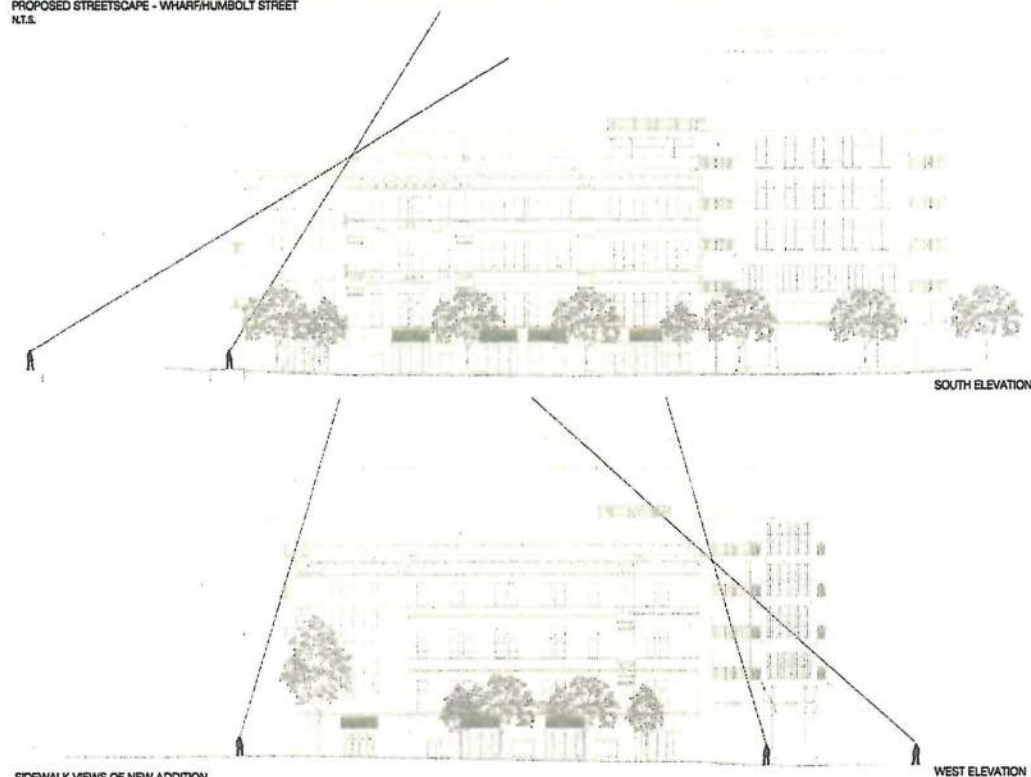 PROPOSED STREETSCAPE - WHARF/HUMBOLT STREET
N.T.S.
SOUTH ELEVATION
SIDEWALK VIEWS OF NEW ADDITION
WEST ELEVATION